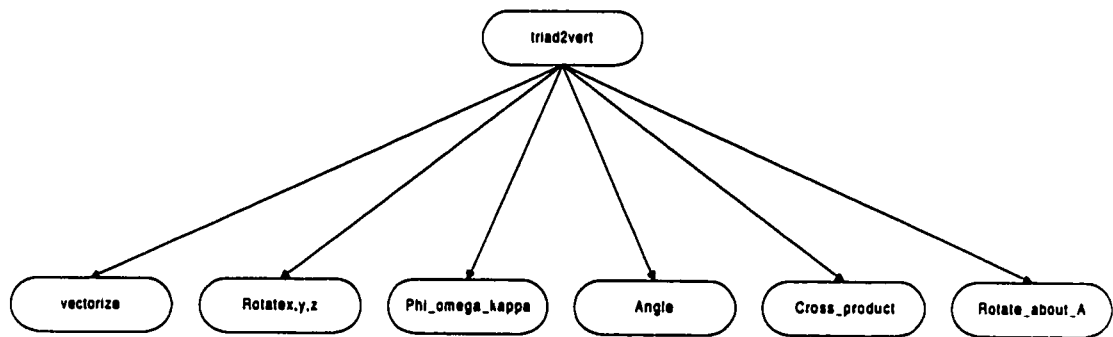 triad2vert
vectorize
Rotatex,y,z
Phi_omega_kappa
Angle
Cross_product
Rotate_about_A